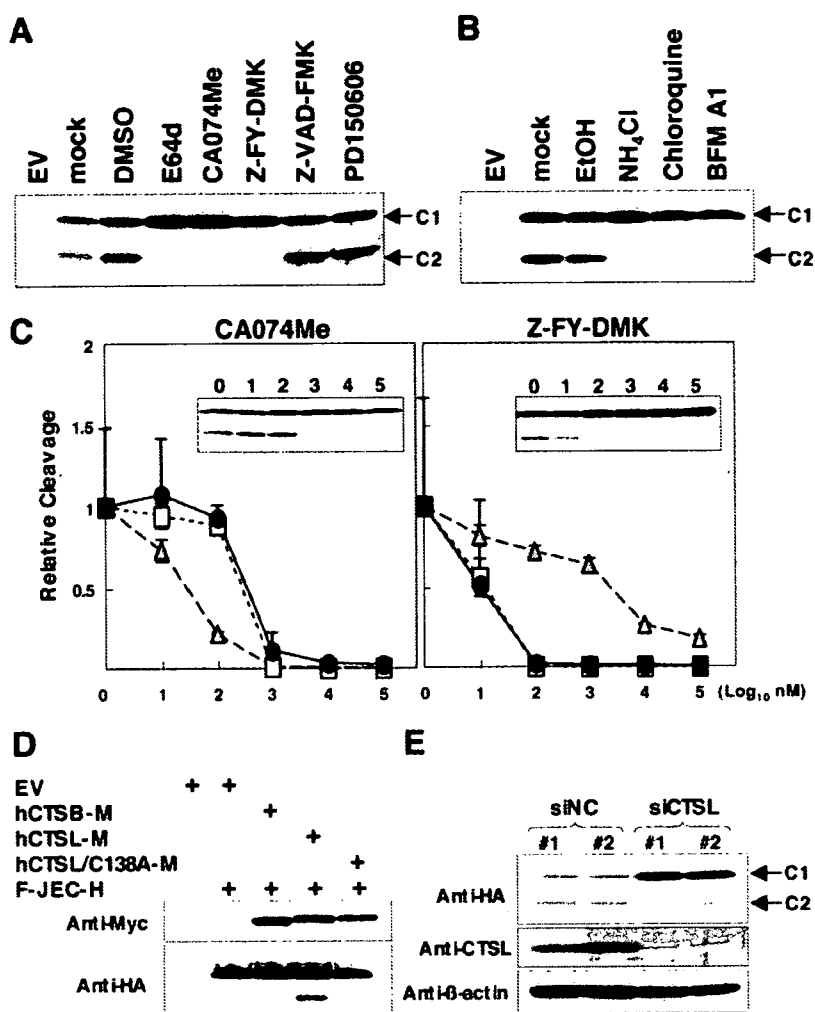 A
EV
mock
DMSO
E64d
CA074Me
Z-FY-DMK
Z-VAD-FMK
PD150606
C1
C2
B
EV
mock
EtOH
NH4Cl
Chloroquine
BFM A1
C1
C2
C
CA074Me
Z-FY-DMK
Relative Cleavage
2
1.5
1
0.5
0 1 2 3 4 5
0 1 2 3 4 5
0 1 2 3 4 5
0 1 2 3 4 5 (Log10 nM)
D
EV + +
hCTSB-M +
hCTSL-M +
hCTSL/C138A-M +
F-JEC-H + + + +
Anti-Myc
Anti-HA
E
siNC siCTSL
#1 #2 #1 #2
Anti-HA
C1
C2
Anti-CTSL
Anti-ß-actin